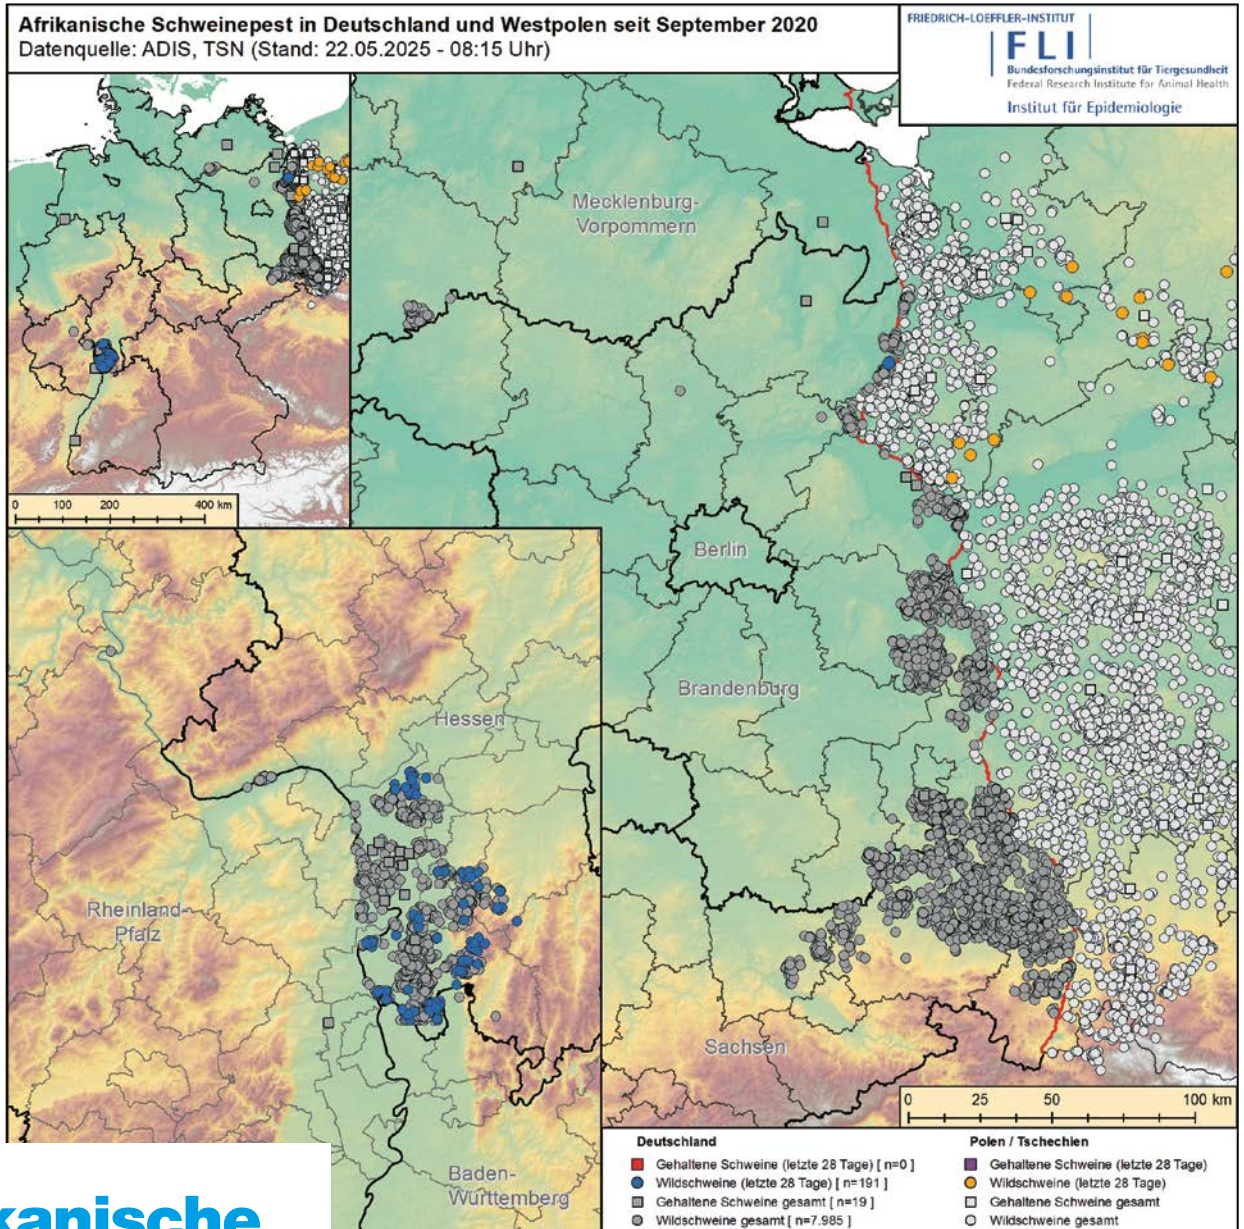 Afrikanische Schweinepest in Deutschland und Westpolen seit September 2020
Datenquelle: ADIS, TSN (Stand: 22.05.2025 - 08:15 Uhr)
FRIEDRICH-LOEFFLER-INSTITUT
FLI
Bundesforschungsinstitut für Tiergesundheit
Federal Research Institute for Animal Health
Institut für Epidemiologie
Mecklenburg-
Vorpommern
0 100 200 400 km
Berlin
Brandenburg
Hessen
Rheinland-
Pfalz
Sachsen
Baden-
Württemberg
0 25 50 100 km
Deutschland
Gehaltene Schweine (letzte 28 Tage) [ n=0 ]
Wildschweine (letzte 28 Tage) [ n=191 ]
Gehaltene Schweine gesamt [ n=19 ]
Wildschweine gesamt [ n=7.985 ]
Polen / Tschechien
Gehaltene Schweine (letzte 28 Tage)
Wildschweine (letzte 28 Tage)
Gehaltene Schweine gesamt
Wildschweine gesamt
kanische